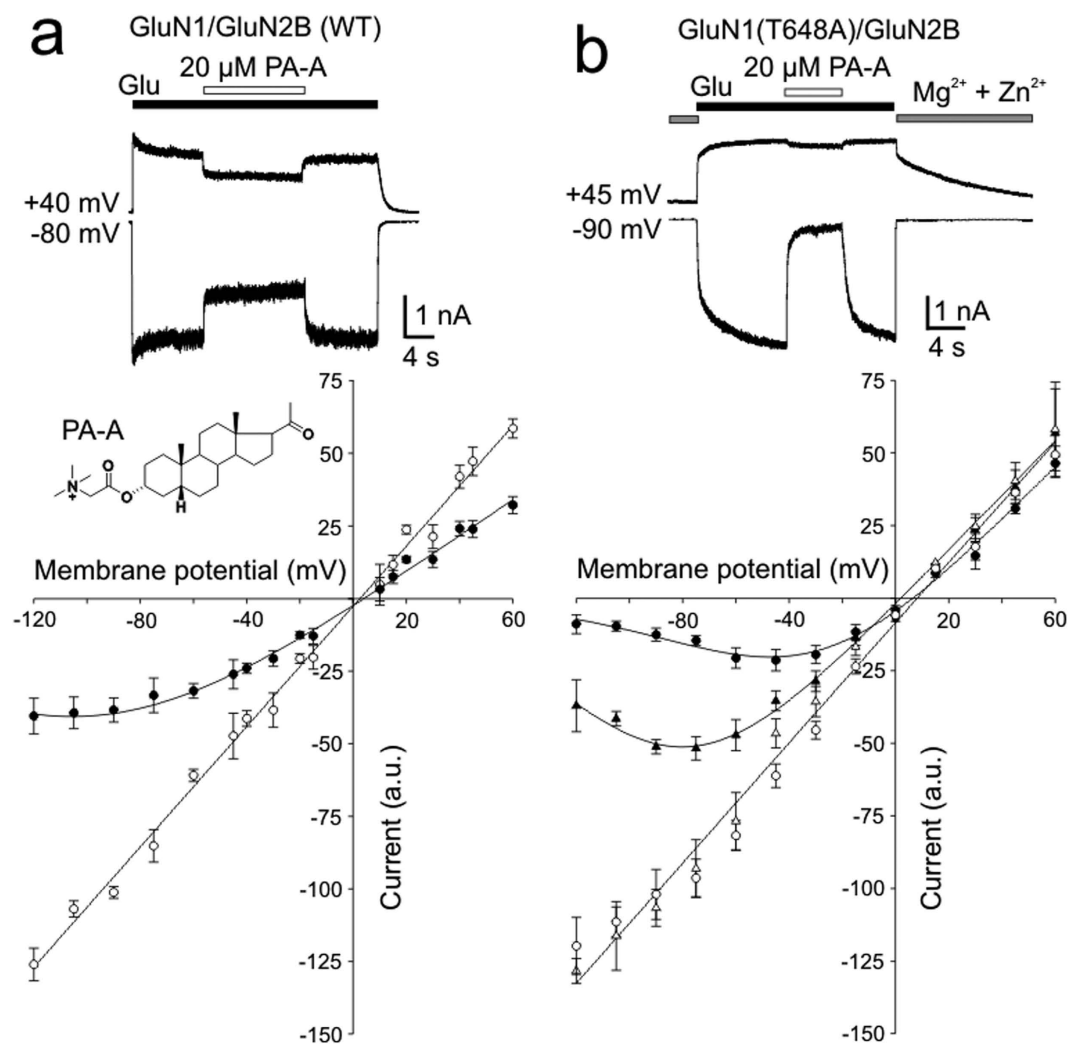 a
GluN1/GluN2B (WT)
20 µM PA-A
Glu
+40 mV
-80 mV
1 nA
4 s
b
GluN1(T648A)/GluN2B
20 µM PA-A
Glu
Mg²⁺ + Zn²⁺
+45 mV
-90 mV
1 nA
4 s
PA-A
N
+
O
O
H
O
Membrane potential (mV)
-120 -80 -40 20 60
75
50
25
-25
-50
-75
-100
-125
-150
Current (a.u.)
Membrane potential (mV)
-120 -80 -40 20 60
75
50
25
-25
-50
-75
-100
-125
-150
Current (a.u.)